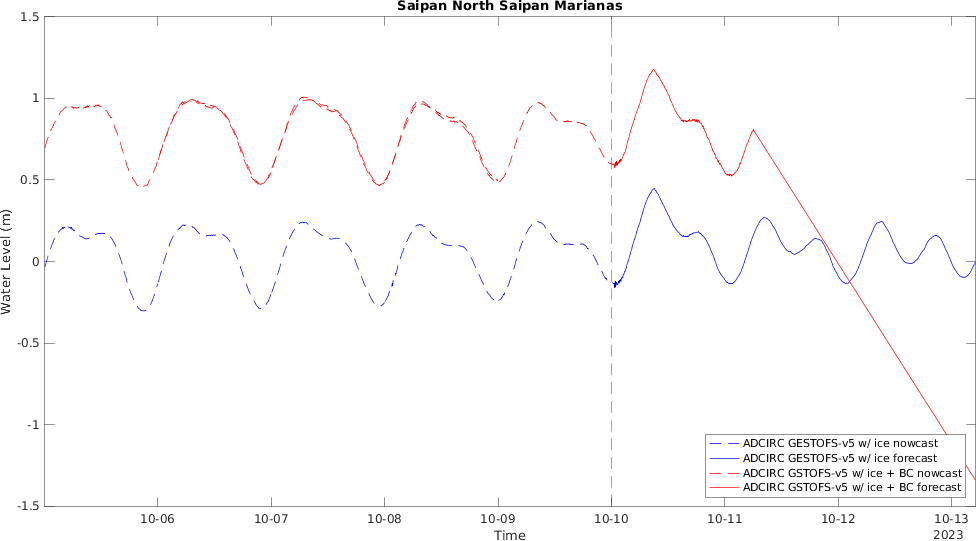 Saipan North Saipan Marianas
1.5
1
0.5
0
-0.5
-1
-1.5
Water Level (m)
10-06
10-07
10-08
10-09
10-10
10-11
10-12
10-13
Time
2023
ADCIRC GESTOFS-v5 w/ ice nowcast
ADCIRC GESTOFS-v5 w/ ice forecast
ADCIRC GSTOFS-v5 w/ ice + BC nowcast
ADCIRC GSTOFS-v5 w/ ice + BC forecast